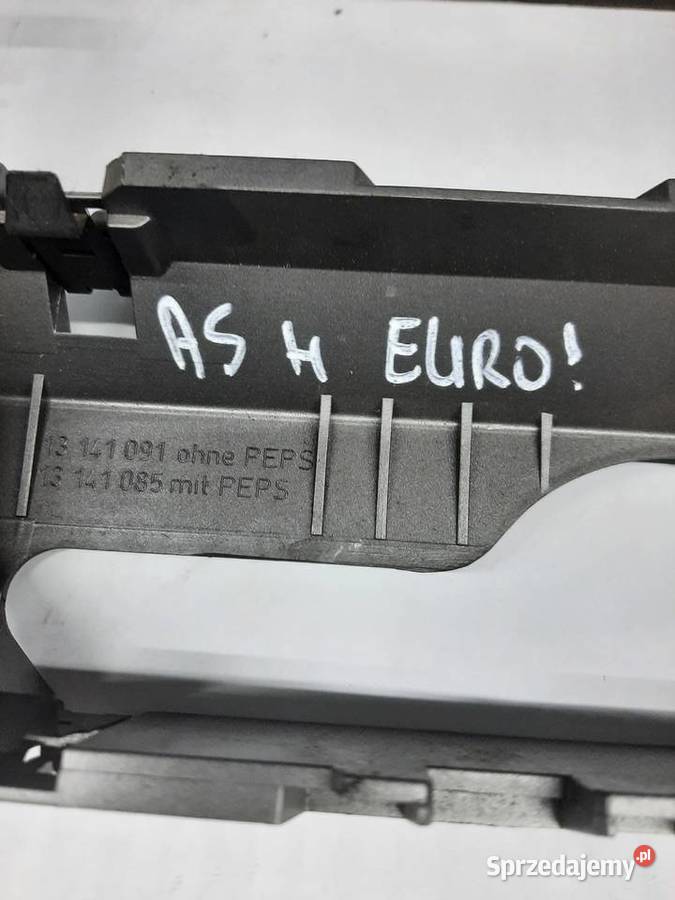 AS H EURO!
13 141 091 ohne PEPS
13 141 085 mit PEPS
Sprzedajemy.pl